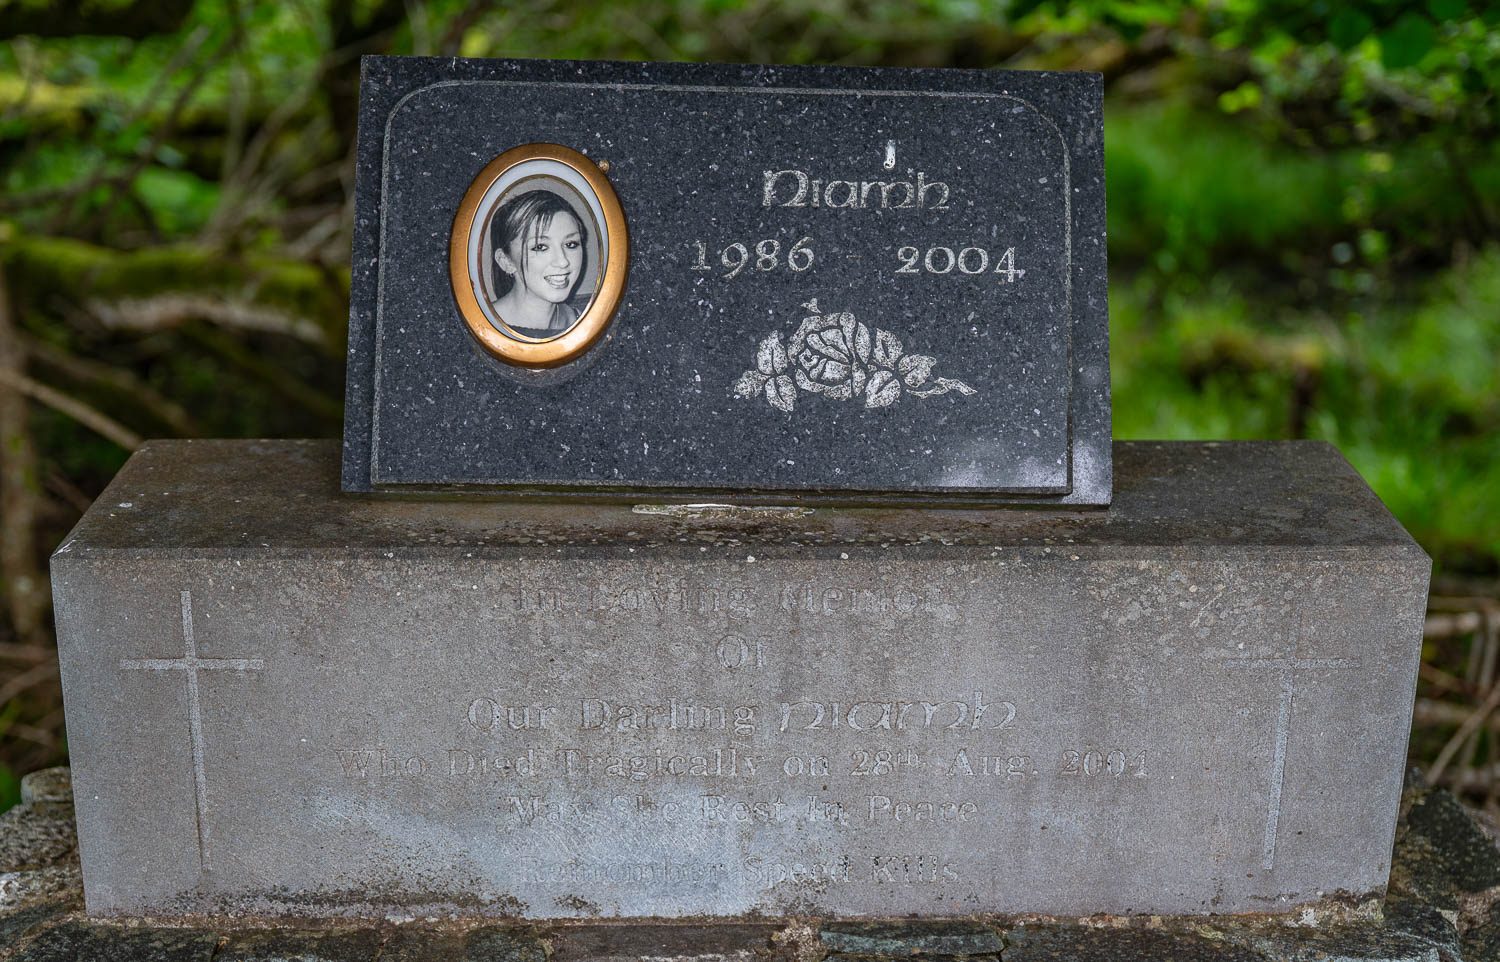 Niamh
1986 2004
In Loving Memory
Of
Our Darling Niamh
Who Died Tragically on 28th Aug. 2004
May She Rest In Peace
Remember Speed Kills